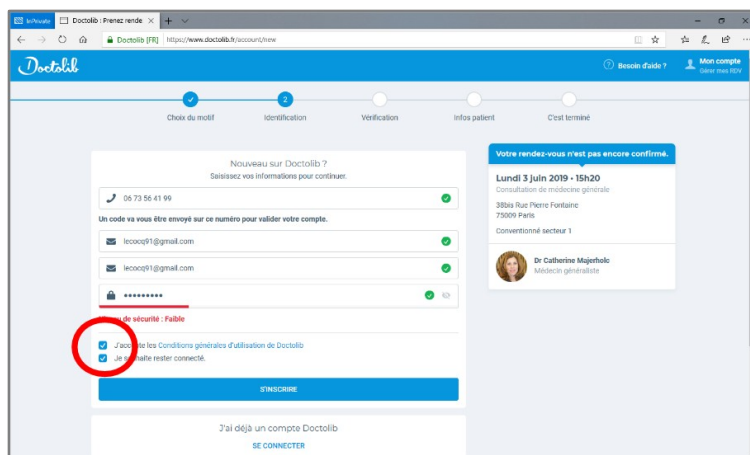 InPrivate
Doctolib : Prenez rende
Doctolib [FR]
https://www.doctolib.fr/account/new
Doctolib
Besoin d'aide ?
Mon compte
Gérer mes RDV
2
Choix du motif
Identification
Vérification
Infos patient
C'est terminé
Nouveau sur Doctolib ?
Saisissez vos informations pour continuer.
06 73 56 41 99
Un code va vous être envoyé sur ce numéro pour valider votre compte.
lecocq91@gmail.com
lecocq91@gmail.com
de sécurité : Faible
J'accepte les Conditions générales d'utilisation de Doctolib
Je souhaite rester connecté.
S'INSCRIRE
J'ai déjà un compte Doctolib
SE CONNECTER
Votre rendez-vous n'est pas encore confirmé.
Lundi 3 juin 2019 - 15h20
Consultation de médecine générale
38bis Rue Pierre Fontaine
75009 Paris
Conventionné secteur 1
Dr Catherine Majerholc
Médecin généraliste